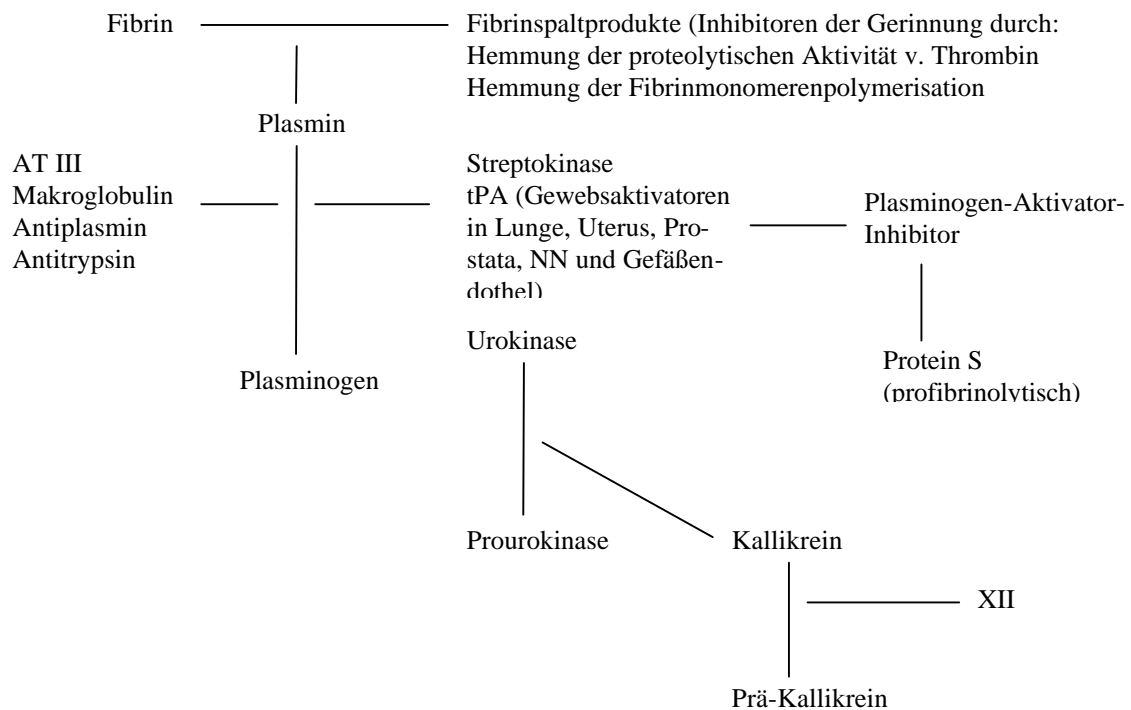 Fibrin
Fibrinspaltprodukte (Inhibitoren der Gerinnung durch:
Hemmung der proteolytischen Aktivität v. Thrombin
Hemmung der Fibrinmonomerenpolymerisation
Plasmin
AT III
Makroglobulin
Antiplasmin
Antitrypsin
Streptokinase
tPA (Gewebsaktivatoren
in Lunge, Uterus, Pro-
stata, NN und Gefäßen-
dothel)
Plasminogen-Aktivator-
Inhibitor
Urokinase
Plasminogen
Protein S
(profibrinolytisch)
Prourokinase
Kallikrein
XII
Prä-Kallikrein